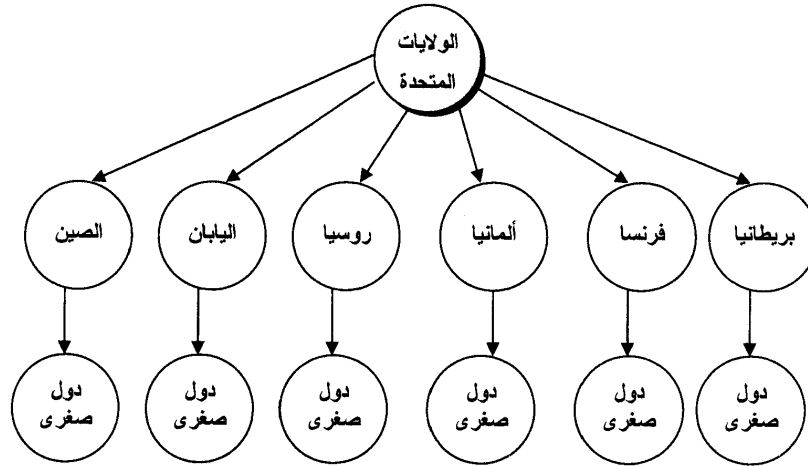 الولايات
المتحدة
بريطانيا
فرنسا
ألمانيا
روسيا
اليابان
الصين
دول
صغرى
دول
صغرى
دول
صغرى
دول
صغرى
دول
صغرى
دول
صغرى